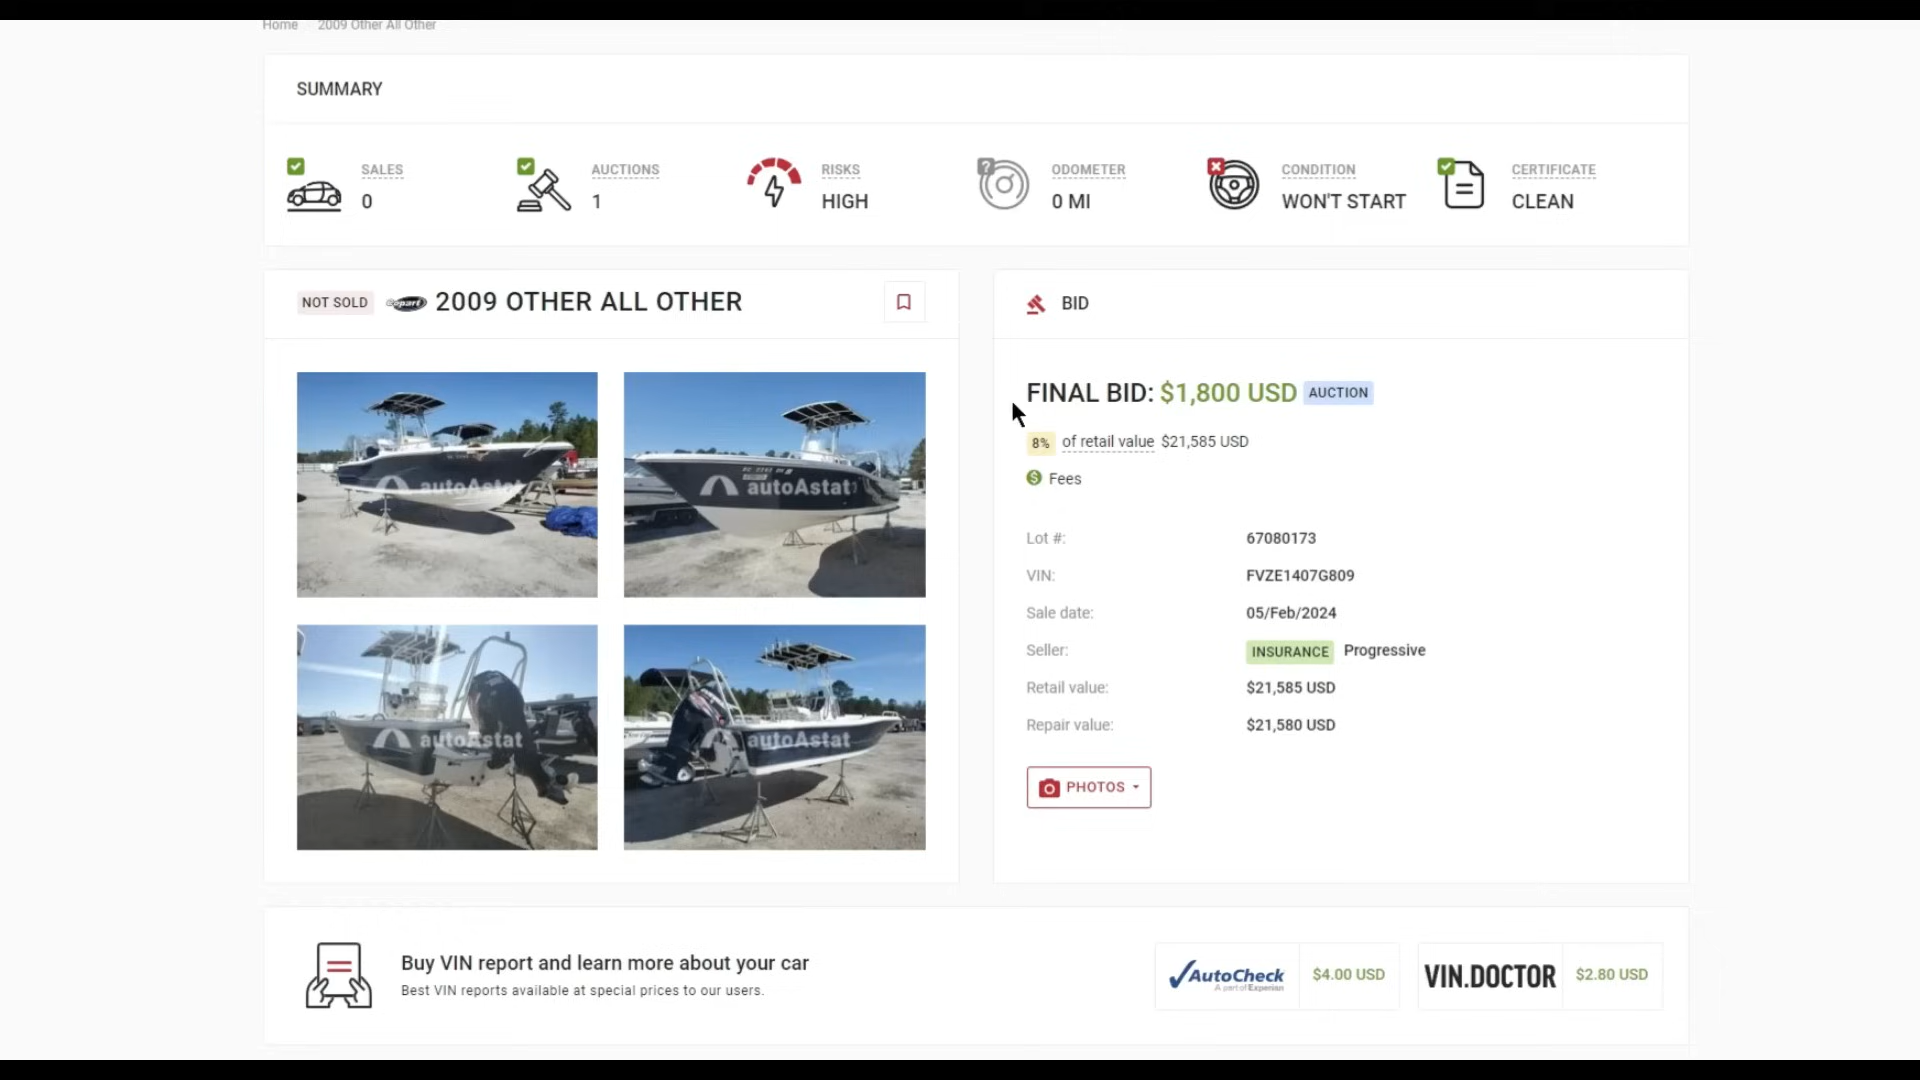 Home 2009 Other All Other
SUMMARY
SALES
0
AUCTIONS
1
RISKS
HIGH
ODOMETER
0 MI
CONDITION
WON'T START
CERTIFICATE
CLEAN
NOT SOLD copart 2009 OTHER ALL OTHER
autoAstat
autoAstat
autoAstat
autoAstat
BID
FINAL BID: $1,800 USD AUCTION
8% of retail value $21,585 USD
Fees
Lot #: 67080173
VIN: FVZE1407G809
Sale date: 05/Feb/2024
Seller: INSURANCE Progressive
Retail value: $21,585 USD
Repair value: $21,580 USD
PHOTOS
Buy VIN report and learn more about your car
Best VIN reports available at special prices to our users.
AutoCheck
A part of Experian
$4.00 USD
VIN.DOCTOR $2.80 USD